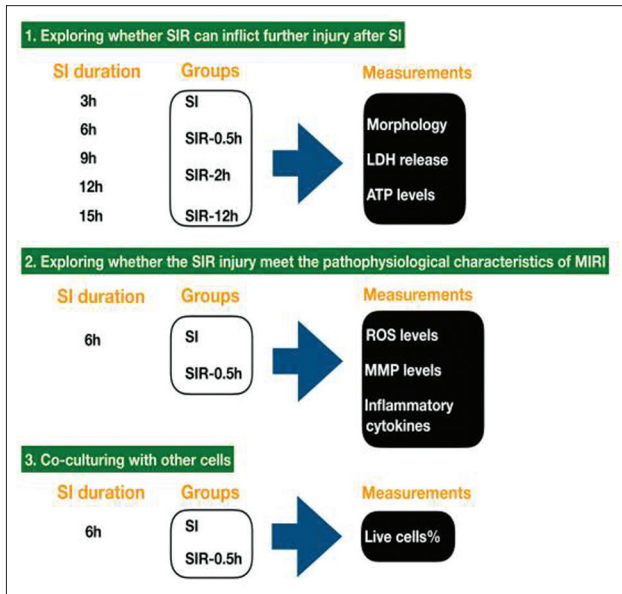 1. Exploring whether SIR can inflict further injury after SI
SI duration
Groups
Measurements
3h
6h
9h
12h
15h
SI
SIR-0.5h
SIR-2h
SIR-12h
Morphology
LDH release
ATP levels
2. Exploring whether the SIR injury meet the pathophysiological characteristics of MIRI
SI duration
Groups
Measurements
6h
SI
SIR-0.5h
ROS levels
MMP levels
Inflammatory
cytokines
3. Co-culturing with other cells
SI duration
Groups
Measurements
6h
SI
SIR-0.5h
Live cells%